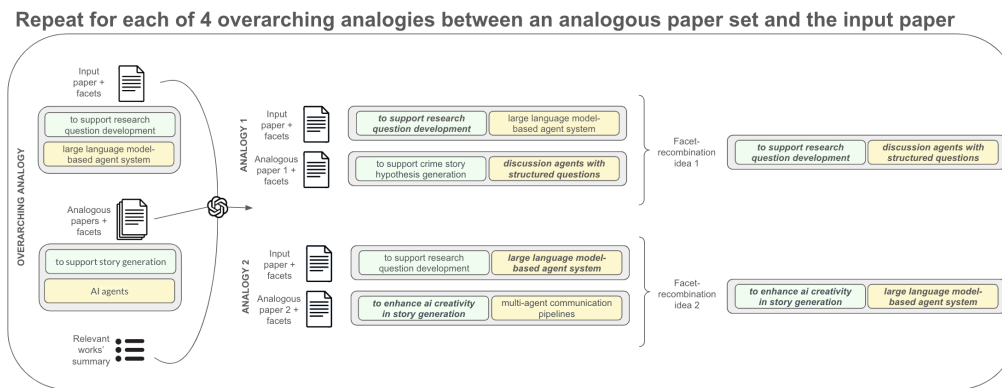 Repeat for each of 4 overarching analogies between an analogous paper set and the input paper
OVERARCHING ANALOGY
Input
paper +
facets
to support research
question development
large language model-
based agent system
Analogous
papers +
facets
to support story generation
AI agents
Relevant
works'
summary
ANALOGY 1
Input
paper +
facets
to support research
question development
large language model-
based agent system
Analogous
paper 1 +
facets
to support crime story
hypothesis generation
discussion agents with
structured questions
Facet-
recombination
idea 1
to support research
question development
discussion agents with
structured questions
ANALOGY 2
Input
paper +
facets
to support research
question development
large language model-
based agent system
Analogous
paper 2 +
facets
to enhance ai creativity
in story generation
multi-agent communication
pipelines
Facet-
recombination
idea 2
to enhance ai creativity
in story generation
large language model-
based agent system